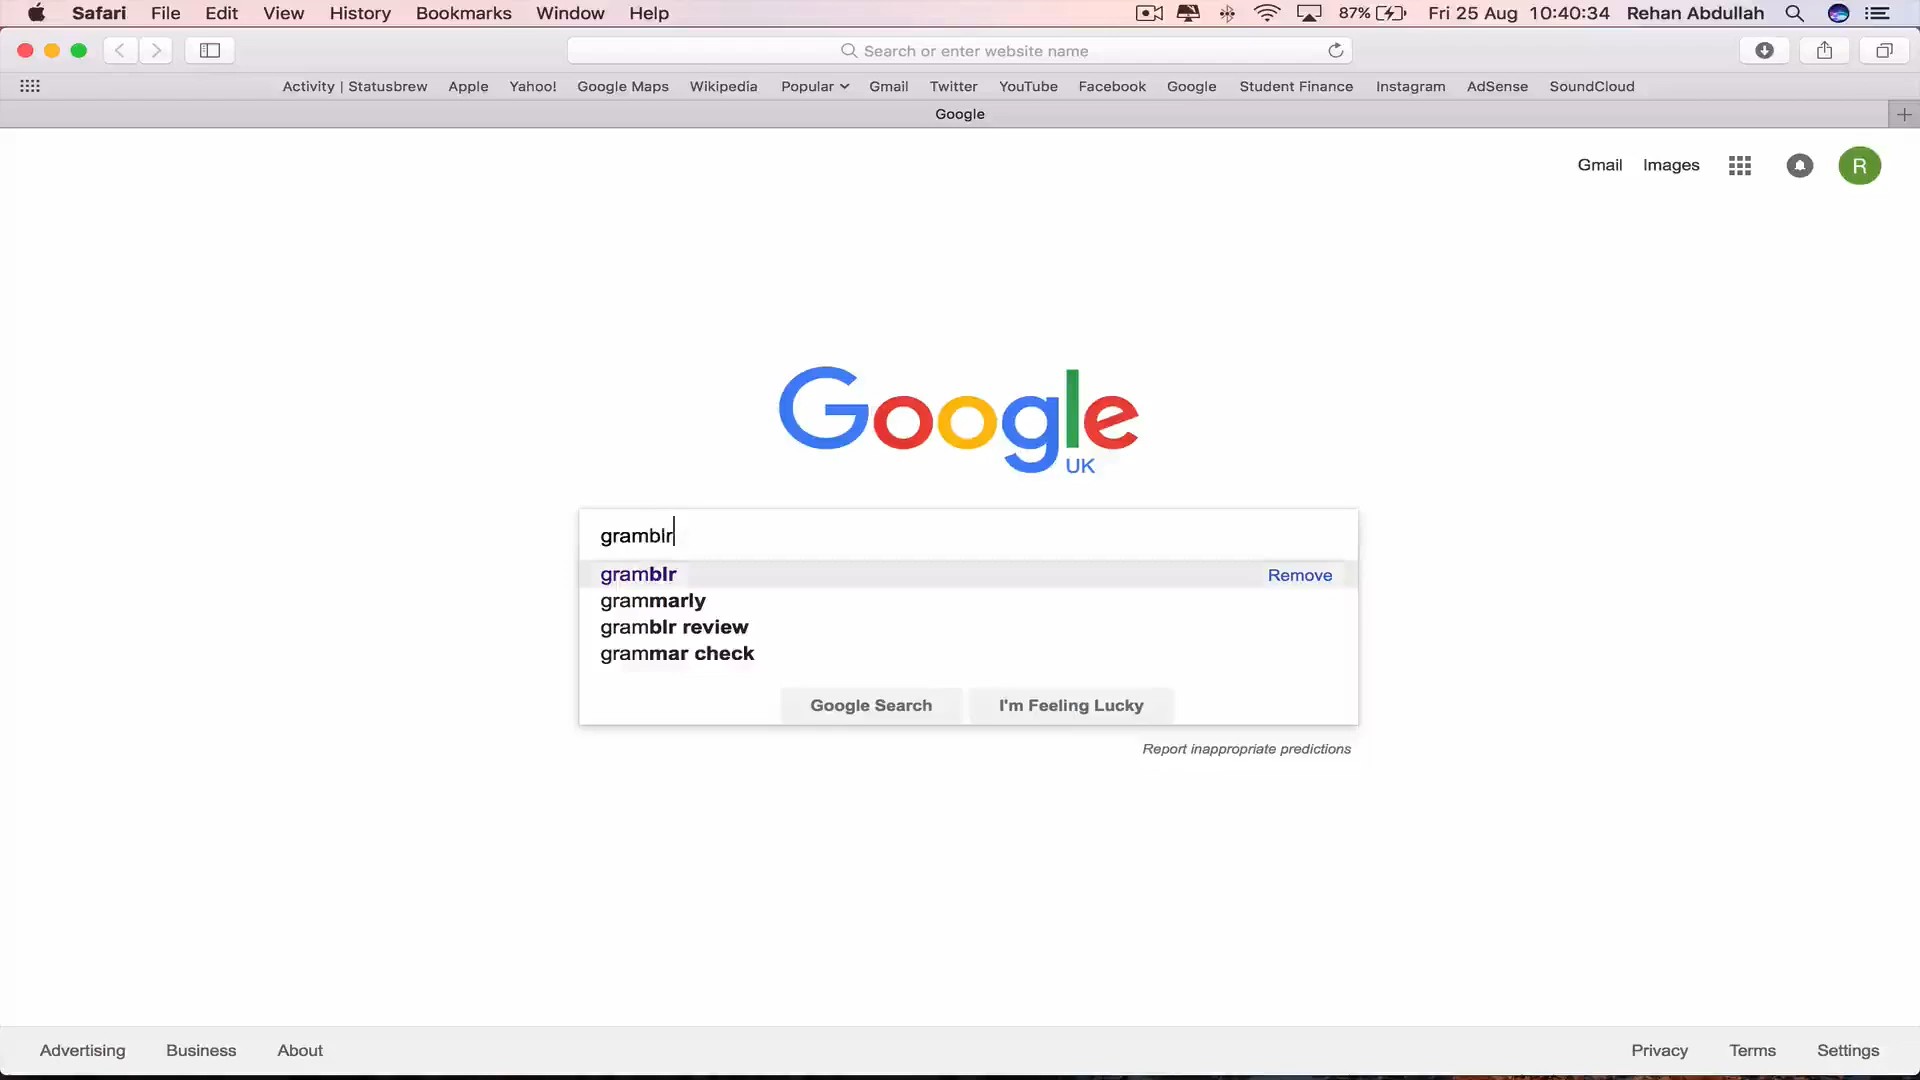 Safari File Edit View History Bookmarks Window Help 87% Fri 25 Aug 10:40:34 Rehan Abdullah
Search or enter website name
Activity | Statusbrew Apple Yahoo! Google Maps Wikipedia Popular Gmail Twitter YouTube Facebook Google Student Finance Instagram AdSense SoundCloud
Google
Gmail Images R
Google
UK
gramblr
gramblr Remove
grammarly
gramblr review
grammar check
Google Search I'm Feeling Lucky
Report inappropriate predictions
Advertising Business About Privacy Terms Settings